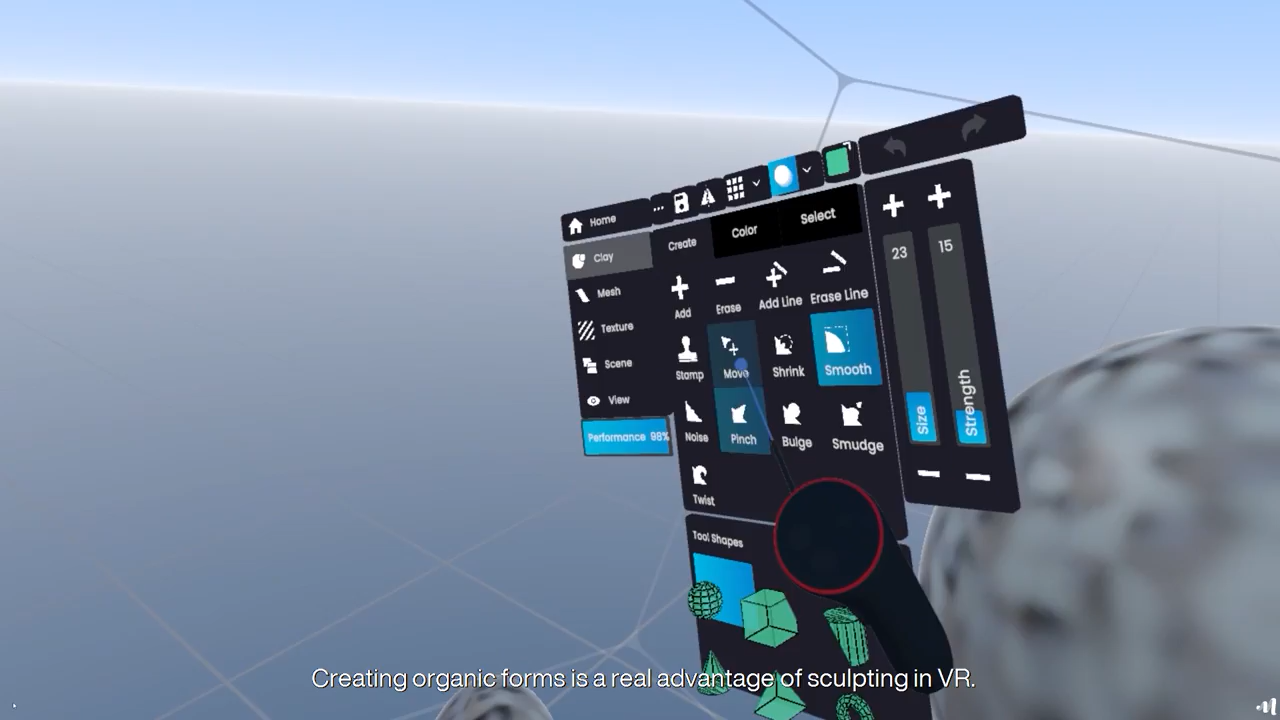 Home
...
Clay
Mesh
Texture
Scene
View
Performance 98%
Create
Color
Select
Add
Erase
Add Line
Erase Line
Stamp
Move
Shrink
Smooth
Noise
Pinch
Bulge
Smudge
Twist
Tool Shapes
23
15
Size
Strength
Creating organic forms is a real advantage of sculpting in VR.